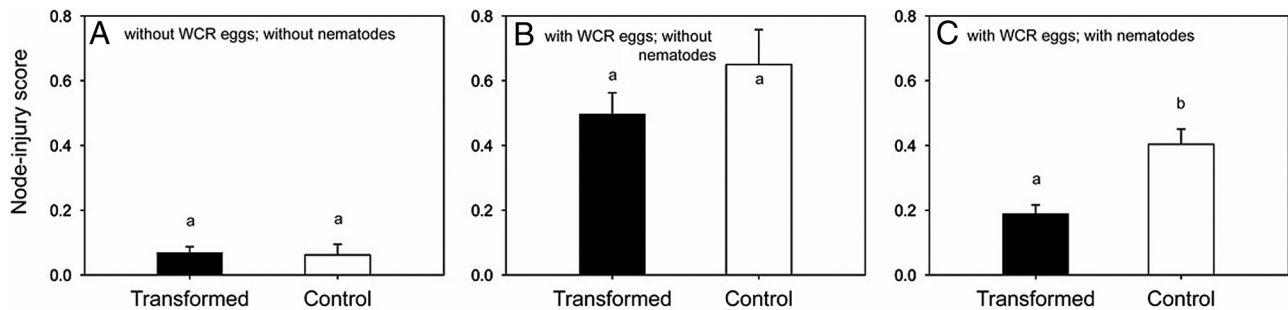 Node-injury score
A
without WCR eggs; without nematodes
0.8
0.6
0.4
0.2
0.0
a
a
Transformed
Control
B
with WCR eggs; without
nematodes
0.8
0.6
0.4
0.2
0.0
a
a
Transformed
Control
C
with WCR eggs; with nematodes
0.8
0.6
0.4
0.2
0.0
a
b
Transformed
Control